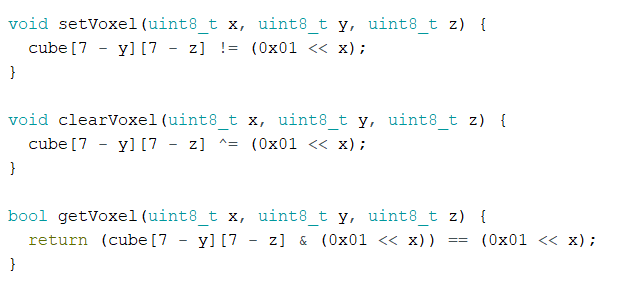 void setVoxel(uint8_t x, uint8_t y, uint8_t z) {
  cube[7 - y][7 - z] != (0x01 << x);
}

void clearVoxel(uint8_t x, uint8_t y, uint8_t z) {
  cube[7 - y][7 - z] ^= (0x01 << x);
}

bool getVoxel(uint8_t x, uint8_t y, uint8_t z) {
  return (cube[7 - y][7 - z] & (0x01 << x)) == (0x01 << x);
}